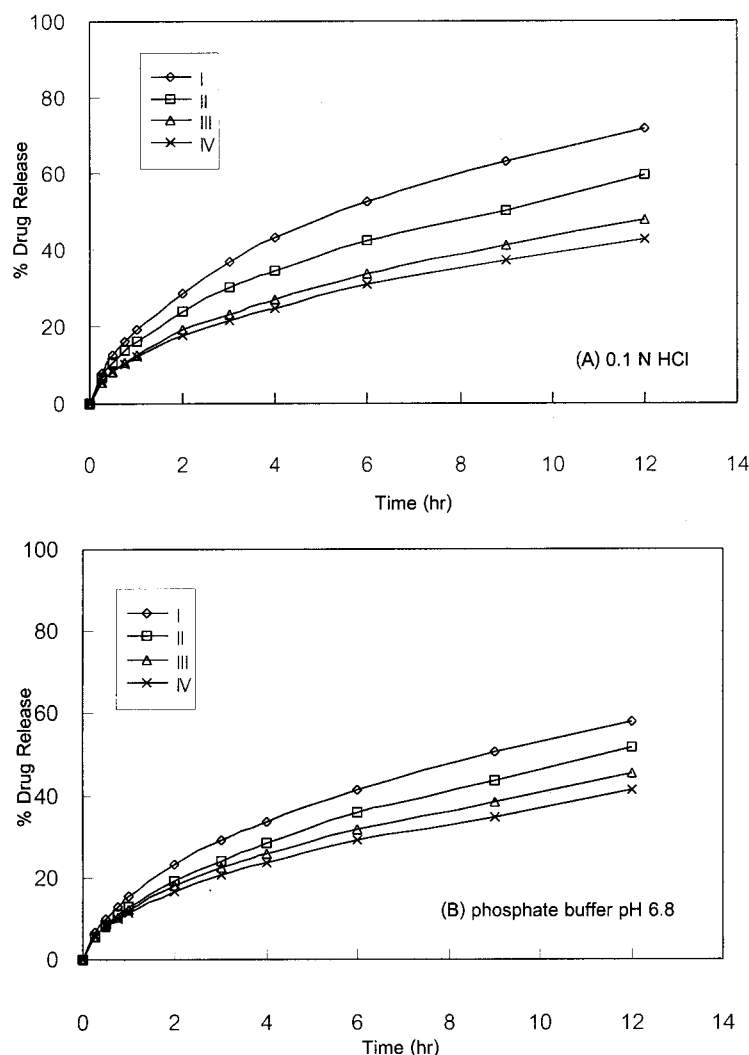 100
80
60
40
20
0
% Drug Release
I
II
III
IV
(A) 0.1 N HCl
0 2 4 6 8 10 12 14
Time (hr)
100
80
60
40
20
0
% Drug Release
I
II
III
IV
(B) phosphate buffer pH 6.8
0 2 4 6 8 10 12 14
Time (hr)